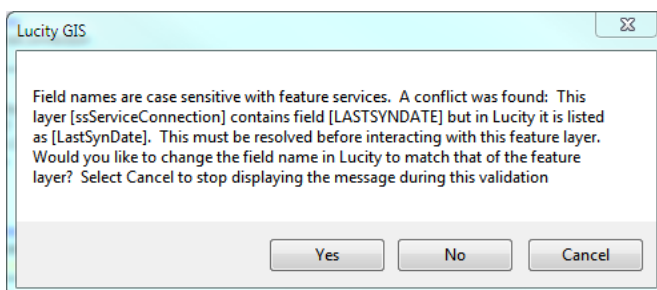 Lucity GIS
Field names are case sensitive with feature services.  A conflict was found:  This
layer [ssServiceConnection] contains field [LASTSYNDATE] but in Lucity it is listed
as [LastSynDate].  This must be resolved before interacting with this feature layer.
Would you like to change the field name in Lucity to match that of the feature
layer?  Select Cancel to stop displaying the message during this validation
Yes No Cancel